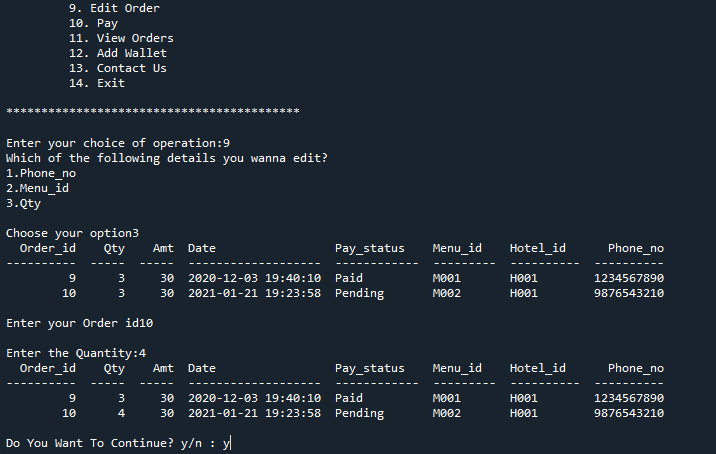 9. Edit Order
10. Pay
11. View Orders
12. Add Wallet
13. Contact Us
14. Exit
******************************************
Enter your choice of operation:9
Which of the following details you wanna edit?
1.Phone_no
2.Menu_id
3.Qty
Choose your option3
Order_id    Qty    Amt  Date                 Pay_status    Menu_id    Hotel_id      Phone_no
----------  -----  -----  -------------------  ------------  ---------  ----------  ----------
9      3     30  2020-12-03 19:40:10  Paid          M001       H001        1234567890
10      3     30  2021-01-21 19:23:58  Pending       M002       H001        9876543210
Enter your Order id10
Enter the Quantity:4
Order_id    Qty    Amt  Date                 Pay_status    Menu_id    Hotel_id      Phone_no
----------  -----  -----  -------------------  ------------  ---------  ----------  ----------
9      3     30  2020-12-03 19:40:10  Paid          M001       H001        1234567890
10      4     30  2021-01-21 19:23:58  Pending       M002       H001        9876543210
Do You Want To Continue? y/n : y